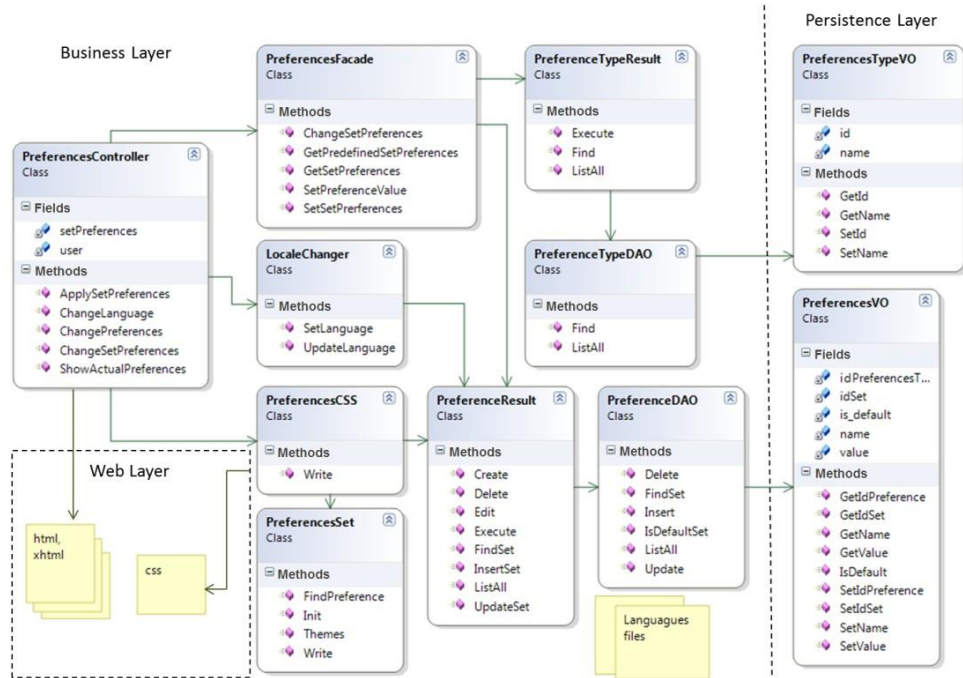 Business Layer
Persistence Layer
PreferencesController
Class
Fields
setPreferences
user
Methods
ApplySetPreferences
ChangeLanguage
ChangePreferences
ChangeSetPreferences
ShowActualPreferences
PreferencesFacade
Class
Methods
ChangeSetPreferences
GetPredefinedSetPreferences
GetSetPreferences
SetPreferenceValue
SetSetPrerferences
LocaleChanger
Class
Methods
SetLanguage
UpdateLanguage
PreferencesCSS
Class
Methods
Write
PreferencesSet
Class
Methods
FindPreference
Init
Themes
Write
PreferenceTypeResult
Class
Methods
Execute
Find
ListAll
PreferenceTypeDAO
Class
Methods
Find
ListAll
PreferenceResult
Class
Methods
Create
Delete
Edit
Execute
FindSet
InsertSet
ListAll
UpdateSet
PreferenceDAO
Class
Methods
Delete
FindSet
Insert
IsDefaultSet
ListAll
Update
Languagues
files
PreferencesTypeVO
Class
Fields
id
name
Methods
GetId
GetName
SetId
SetName
PreferencesVO
Class
Fields
idPreferencesT...
idSet
is_default
name
value
Methods
GetIdPreference
GetIdSet
GetName
GetValue
IsDefault
SetIdPreference
SetIdSet
SetName
SetValue
Web Layer
html,
xhtml
css